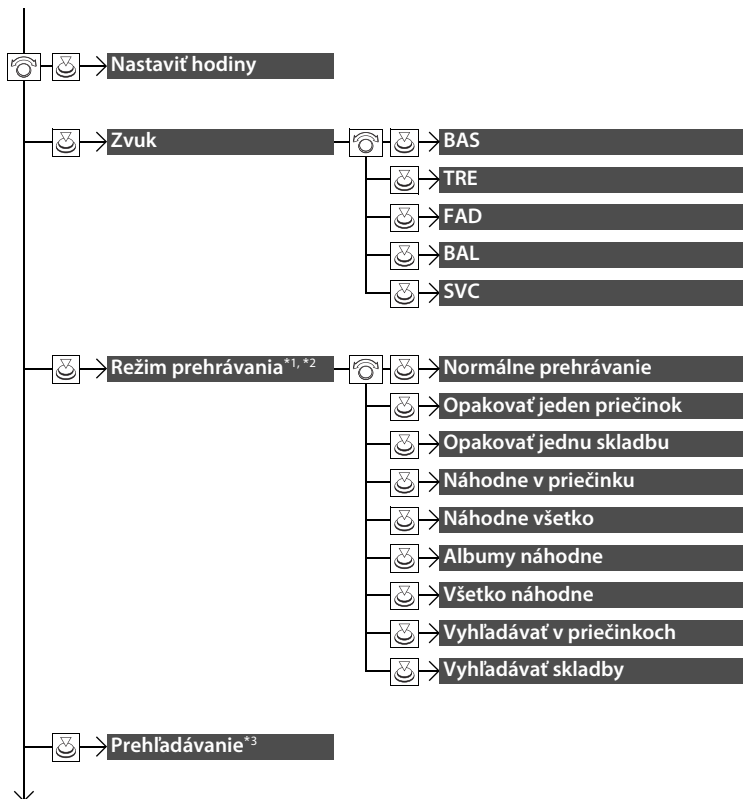 Nastaviť hodiny
Zvuk
BAS
TRE
FAD
BAL
SVC
Režim prehrávania*1, *2
Normálne prehrávanie
Opakovať jeden priečinok
Opakovať jednu skladbu
Náhodne v priečinku
Náhodne všetko
Albumy náhodne
Všetko náhodne
Vyhľadávať v priečinkoch
Vyhľadávať skladby
Prehľadávanie*3